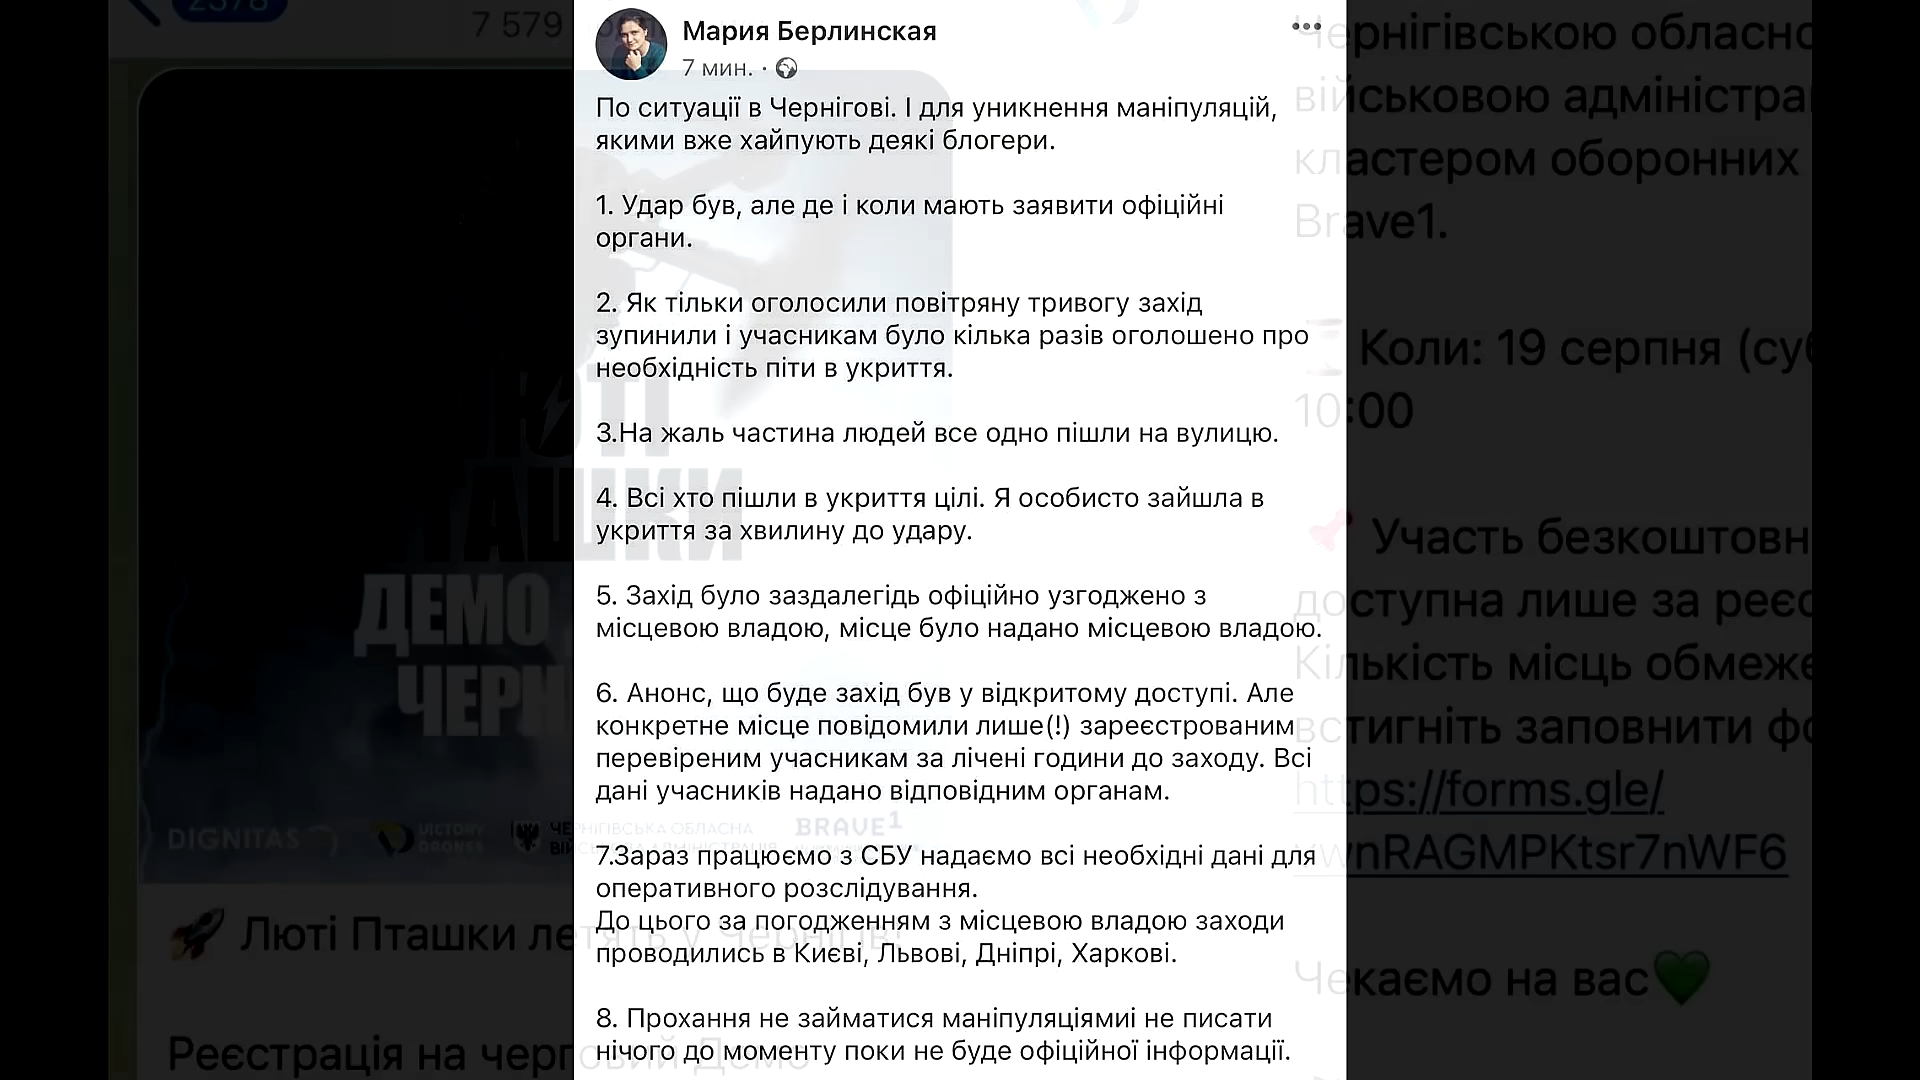 2378
7 579
Мария Берлинская
7 мин.
По ситуації в Чернігові. І для уникнення маніпуляцій,
якими вже хайпують деякі блогери.
1. Удар був, але де і коли мають заявити офіційні
органи.
2. Як тільки оголосили повітряну тривогу захід
зупинили і учасникам було кілька разів оголошено про
необхідність піти в укриття.
3.На жаль частина людей все одно пішли на вулицю.
4. Всі хто пішли в укриття цілі. Я особисто зайшла в
укриття за хвилину до удару.
5. Захід було заздалегідь офіційно узгоджено з
місцевою владою, місце було надано місцевою владою.
6. Анонс, що буде захід був у відкритому доступі. Але
конкретне місце повідомили лише(!) зареєстрованим
перевіреним учасникам за лічені години до заходу. Всі
дані учасників надано відповідним органам.
7.Зараз працюємо з СБУ надаємо всі необхідні дані для
оперативного розслідування.
До цього за погодженням з місцевою владою заходи
проводились в Києві, Львові, Дніпрі, Харкові.
8. Прохання не займатися маніпуляціямиі не писати
нічого до моменту поки не буде офіційної інформації.
ДЕМО
ЧЕРН
DIGNITAS
VICTORY
DRONES
ЧЕРНІГІВСЬКА ОБЛАСНА
ВІЙСЬКОВА АДМІНІСТРАЦІЯ
BRAVE1
Люті Пташки летять у Чернігів!
Реєстрація на черговий Демо
Чернігівською обласно
військовою адміністра
кластером оборонних
Brave1.
Коли: 19 серпня (су
10:00
Участь безкоштовн
доступна лише за реєс
Кількість місць обмеже
встигніть заповнити фо
https://forms.gle/
WnRAGMPKtsr7nWF6
Чекаємо на вас